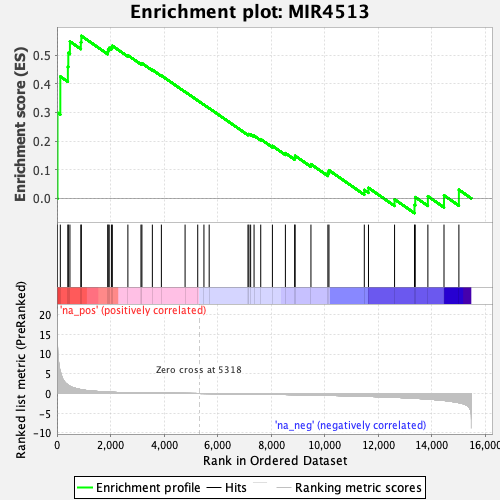 Enrichment plot: MIR4513
Enrichment score (ES)
0.5
0.4
0.3
0.2
0.1
0.0
'na_pos' (positively correlated)
Ranked list metric (PreRanked)
20
15
10
5
0
-5
-10
Zero cross at 5318
'na_neg' (negatively correlated)
0 2,000 4,000 6,000 8,000 10,000 12,000 14,000 16,000
Rank in Ordered Dataset
Enrichment profile Hits Ranking metric scores